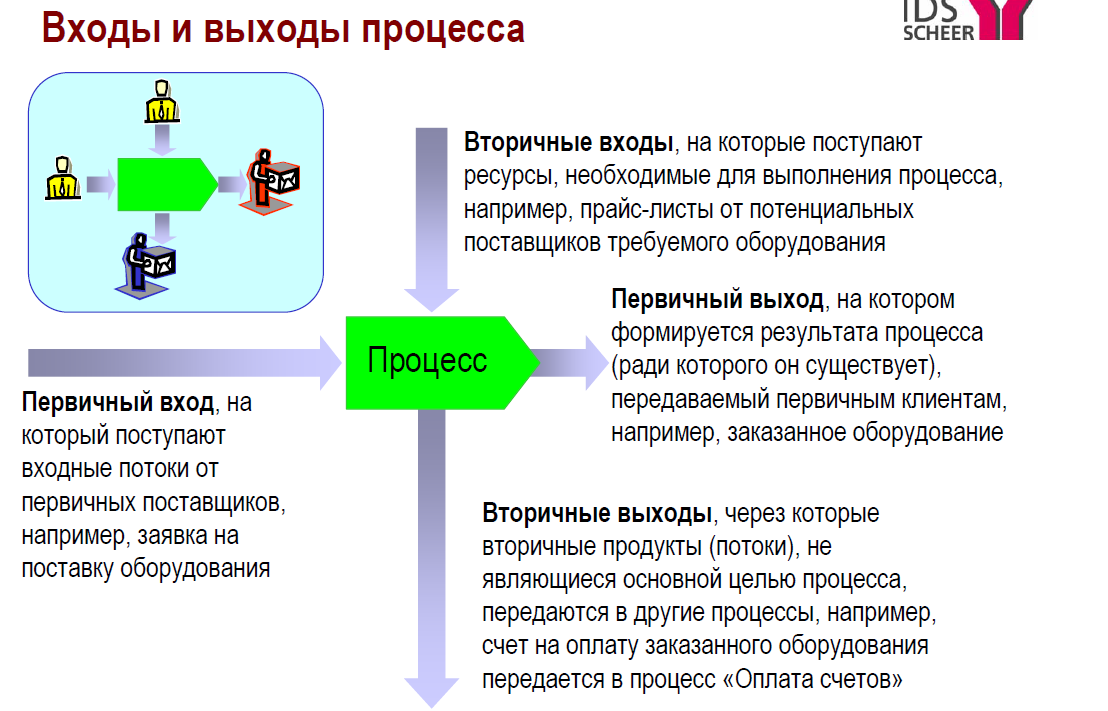 Входы и выходы процесса
IDS
SCHEER
Вторичные входы, на которые поступают
ресурсы, необходимые для выполнения процесса,
например, прайс-листы от потенциальных
поставщиков требуемого оборудования
Первичный выход, на котором
формируется результата процесса
(ради которого он существует),
передаваемый первичным клиентам,
например, заказанное оборудование
Процесс
Первичный вход, на
который поступают
входные потоки от
первичных поставщиков,
например, заявка на
поставку оборудования
Вторичные выходы, через которые
вторичные продукты (потоки), не
являющиеся основной целью процесса,
передаются в другие процессы, например,
счет на оплату заказанного оборудования
передается в процесс «Оплата счетов»